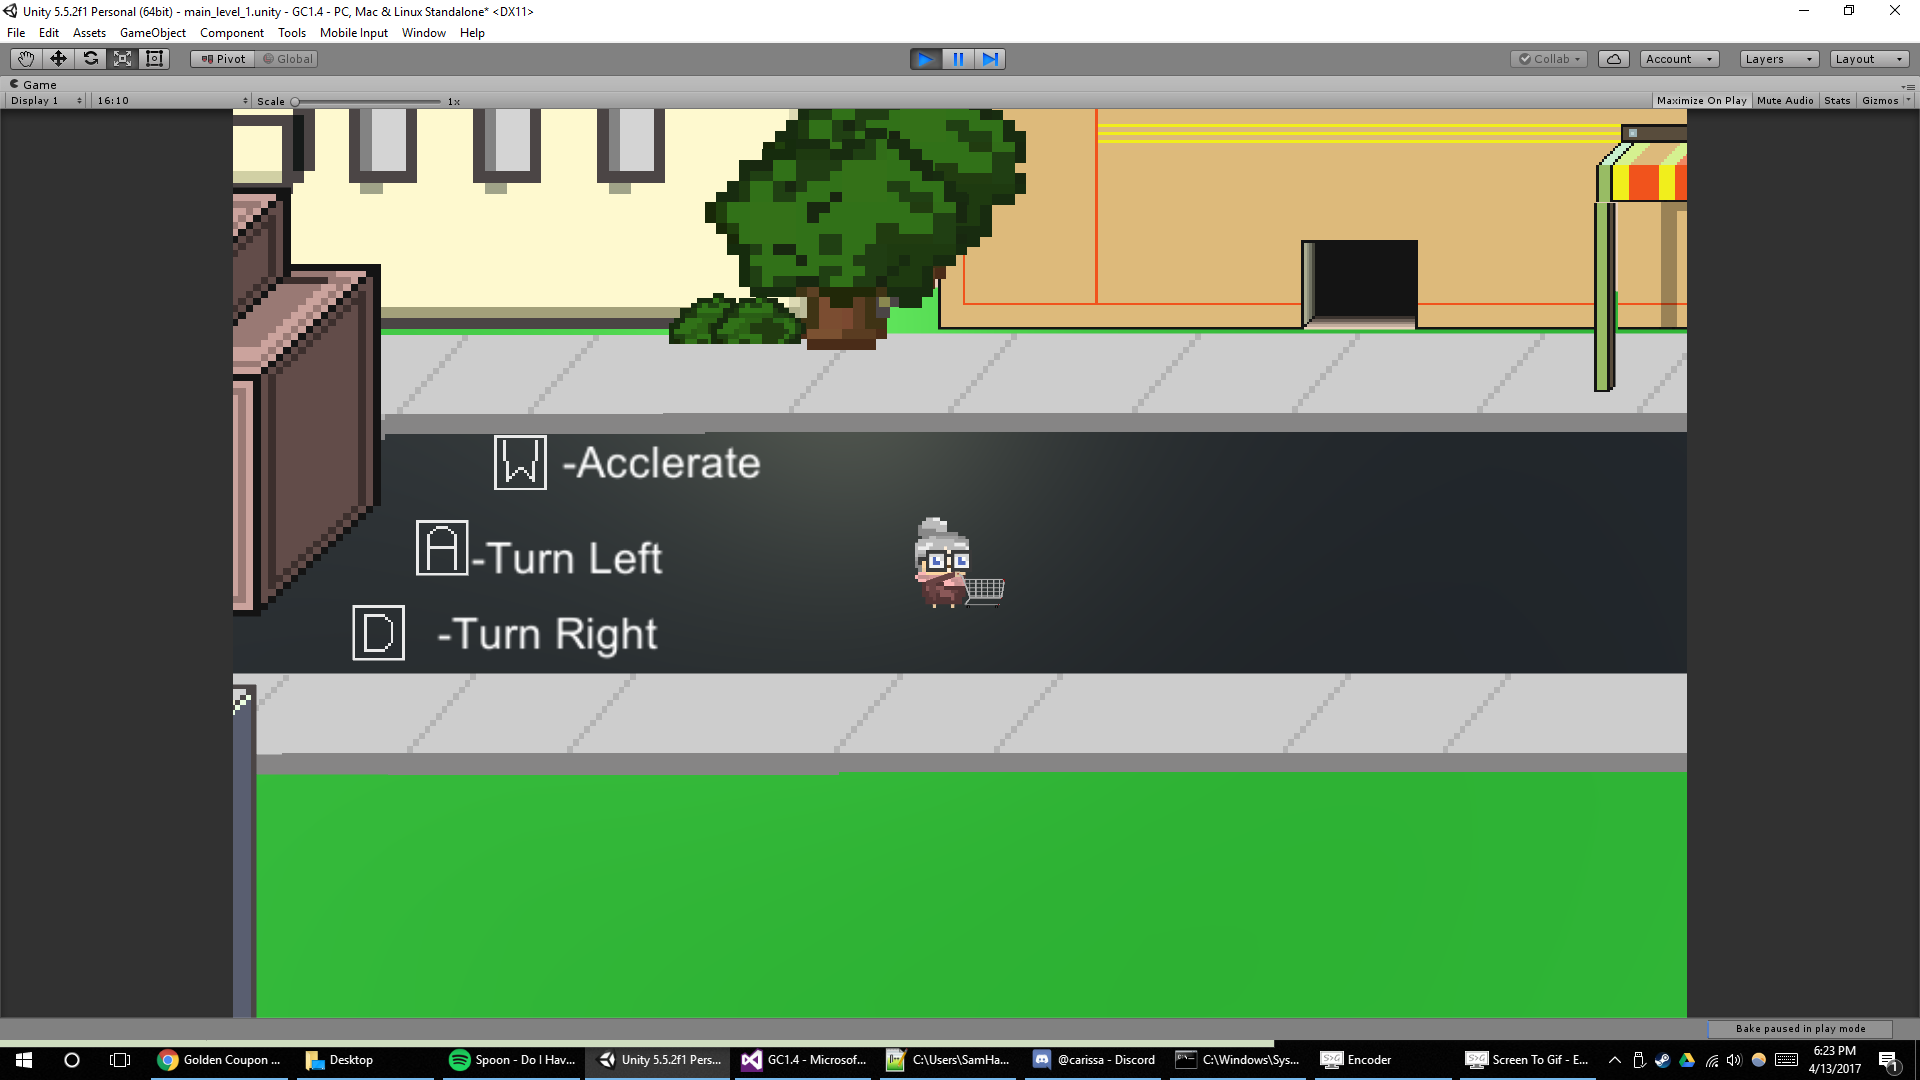 Unity 5.5.2f1 Personal (64bit) - main_level_1.unity - GC1.4 - PC, Mac & Linux Standalone* <DX11>
File Edit Assets GameObject Component Tools Mobile Input Window Help
Pivot Global Collab Account Layers Layout
Game
Display 1 16:10 Scale 1x Maximize On Play Mute Audio Stats Gizmos
W -Acclerate
A -Turn Left
D -Turn Right
Bake paused in play mode
Golden Coupon ... Desktop Spoon - Do I Hav... Unity 5.5.2f1 Pers... GC1.4 - Microsof... C:\Users\SamHa... @carissa - Discord C:\Windows\Sys... Encoder Screen To Gif - E... 6:23 PM
4/13/2017
1